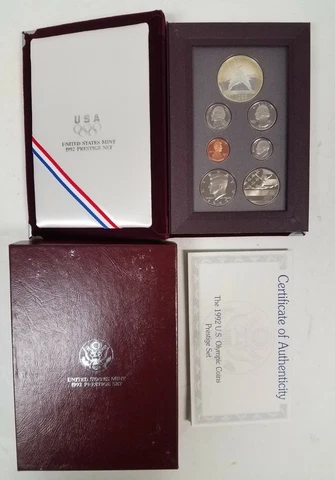 USA
UNITED STATES MINT
1992 PRESTIGE SET
UNITED STATES MINT
1992 PRESTIGE SET
Certificate of Authenticity
The 1992 U.S. Olympic Coins
Prestige Set